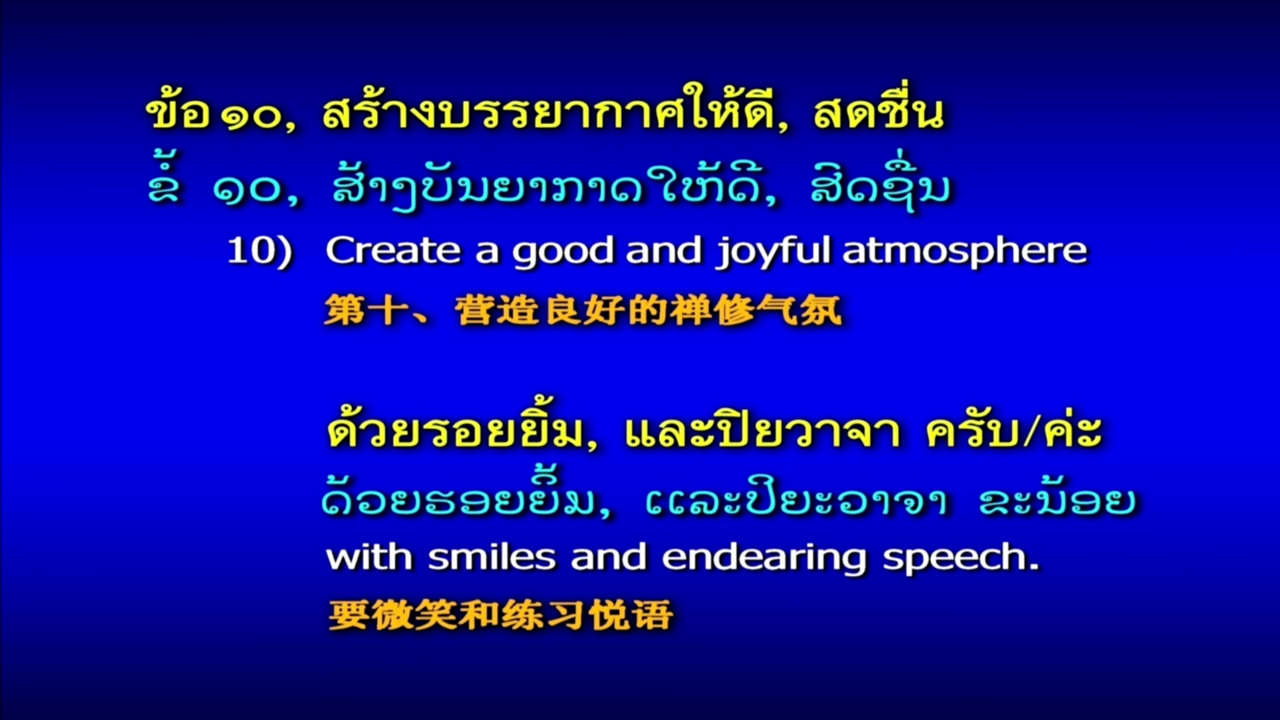 ข้อ ๑๐, สร้างบรรยากาศให้ดี, สดชื่น
ຂໍ້ ໑໐, ສ້າງບັນຍາກາດໃຫ້ດີ, ສົດຊື່ນ
10) Create a good and joyful atmosphere
第十、营造良好的禅修气氛
ด้วยรอยยิ้ม, และปิยวาจา ครับ/ค่ะ
ດ້ວຍຮອຍຍິ້ມ, ແລະປິຍະວາຈາ ຂະນ້ອຍ
with smiles and endearing speech.
要微笑和练习悦语